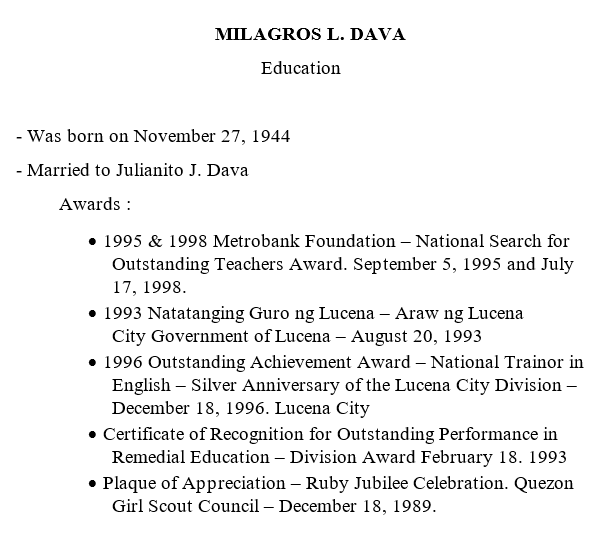 MILAGROS L. DAVA
Education
- Was born on November 27, 1944
- Married to Julianito J. Dava
Awards :
• 1995 & 1998 Metrobank Foundation – National Search for
Outstanding Teachers Award. September 5, 1995 and July
17, 1998.
• 1993 Natatanging Guro ng Lucena – Araw ng Lucena
City Government of Lucena – August 20, 1993
• 1996 Outstanding Achievement Award – National Trainor in
English – Silver Anniversary of the Lucena City Division –
December 18, 1996. Lucena City
• Certificate of Recognition for Outstanding Performance in
Remedial Education – Division Award February 18. 1993
• Plaque of Appreciation – Ruby Jubilee Celebration. Quezon
Girl Scout Council – December 18, 1989.